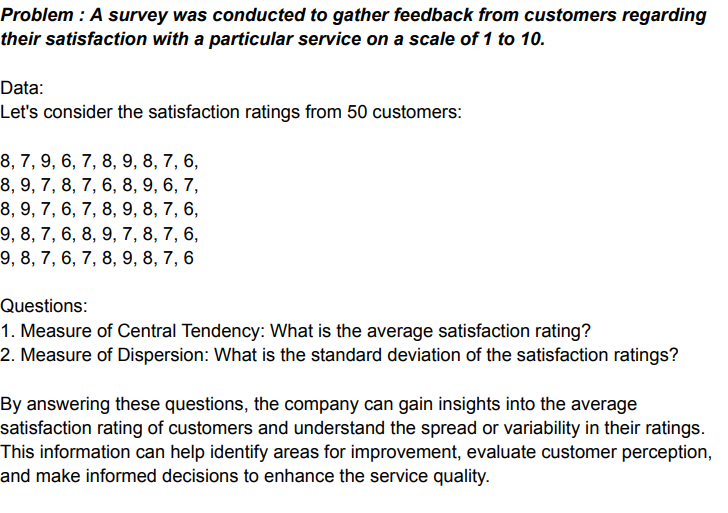 Problem : A survey was conducted to gather feedback from customers regarding
their satisfaction with a particular service on a scale of 1 to 10.
Data:
Let's consider the satisfaction ratings from 50 customers:
8, 7, 9, 6, 7, 8, 9, 8, 7, 6,
8, 9, 7, 8, 7, 6, 8, 9, 6, 7,
8, 9, 7, 6, 7, 8, 9, 8, 7, 6,
9, 8, 7, 6, 8, 9, 7, 8, 7, 6,
9, 8, 7, 6, 7, 8, 9, 8, 7, 6
Questions:
1. Measure of Central Tendency: What is the average satisfaction rating?
2. Measure of Dispersion: What is the standard deviation of the satisfaction ratings?
By answering these questions, the company can gain insights into the average
satisfaction rating of customers and understand the spread or variability in their ratings.
This information can help identify areas for improvement, evaluate customer perception,
and make informed decisions to enhance the service quality.